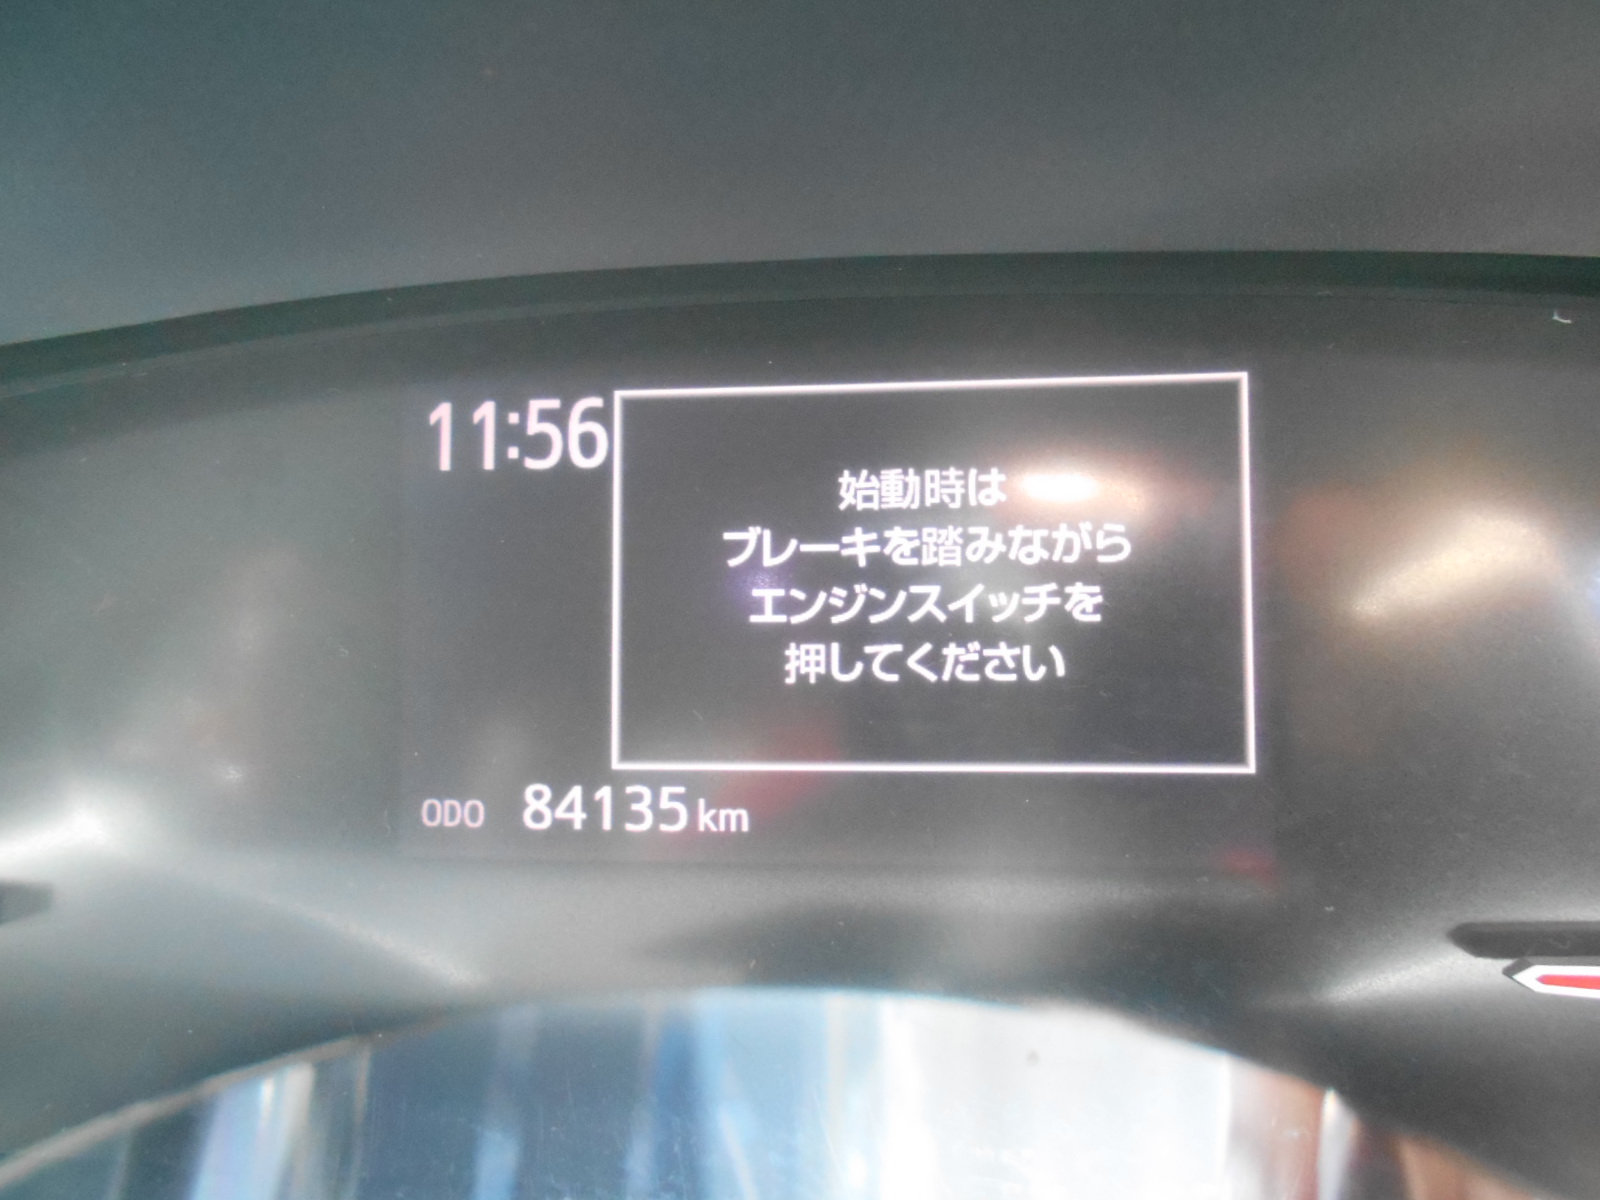 11:56
始動時は
ブレーキを踏みながら
エンジンスイッチを
押してください
ODO 84135 km